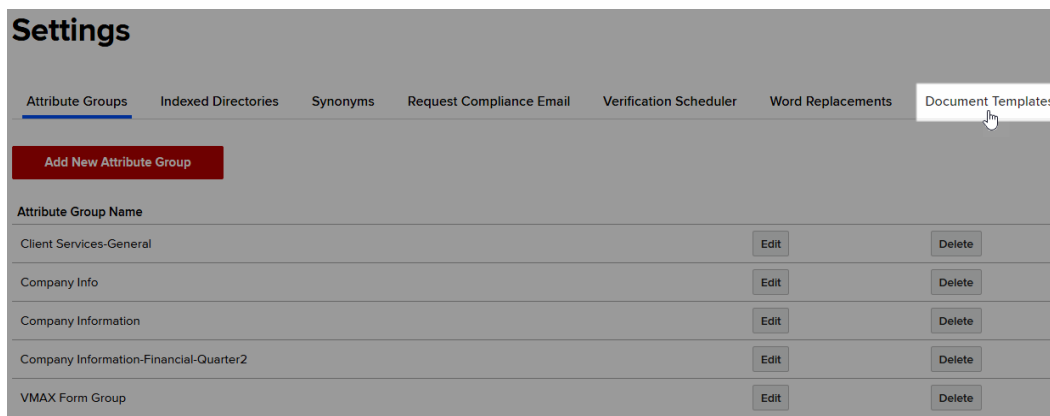 Settings
Attribute Groups Indexed Directories Synonyms Request Compliance Email Verification Scheduler Word Replacements Document Templates
Add New Attribute Group
Attribute Group Name
Client Services-General Edit Delete
Company Info Edit Delete
Company Information Edit Delete
Company Information-Financial-Quarter2 Edit Delete
VMAX Form Group Edit Delete